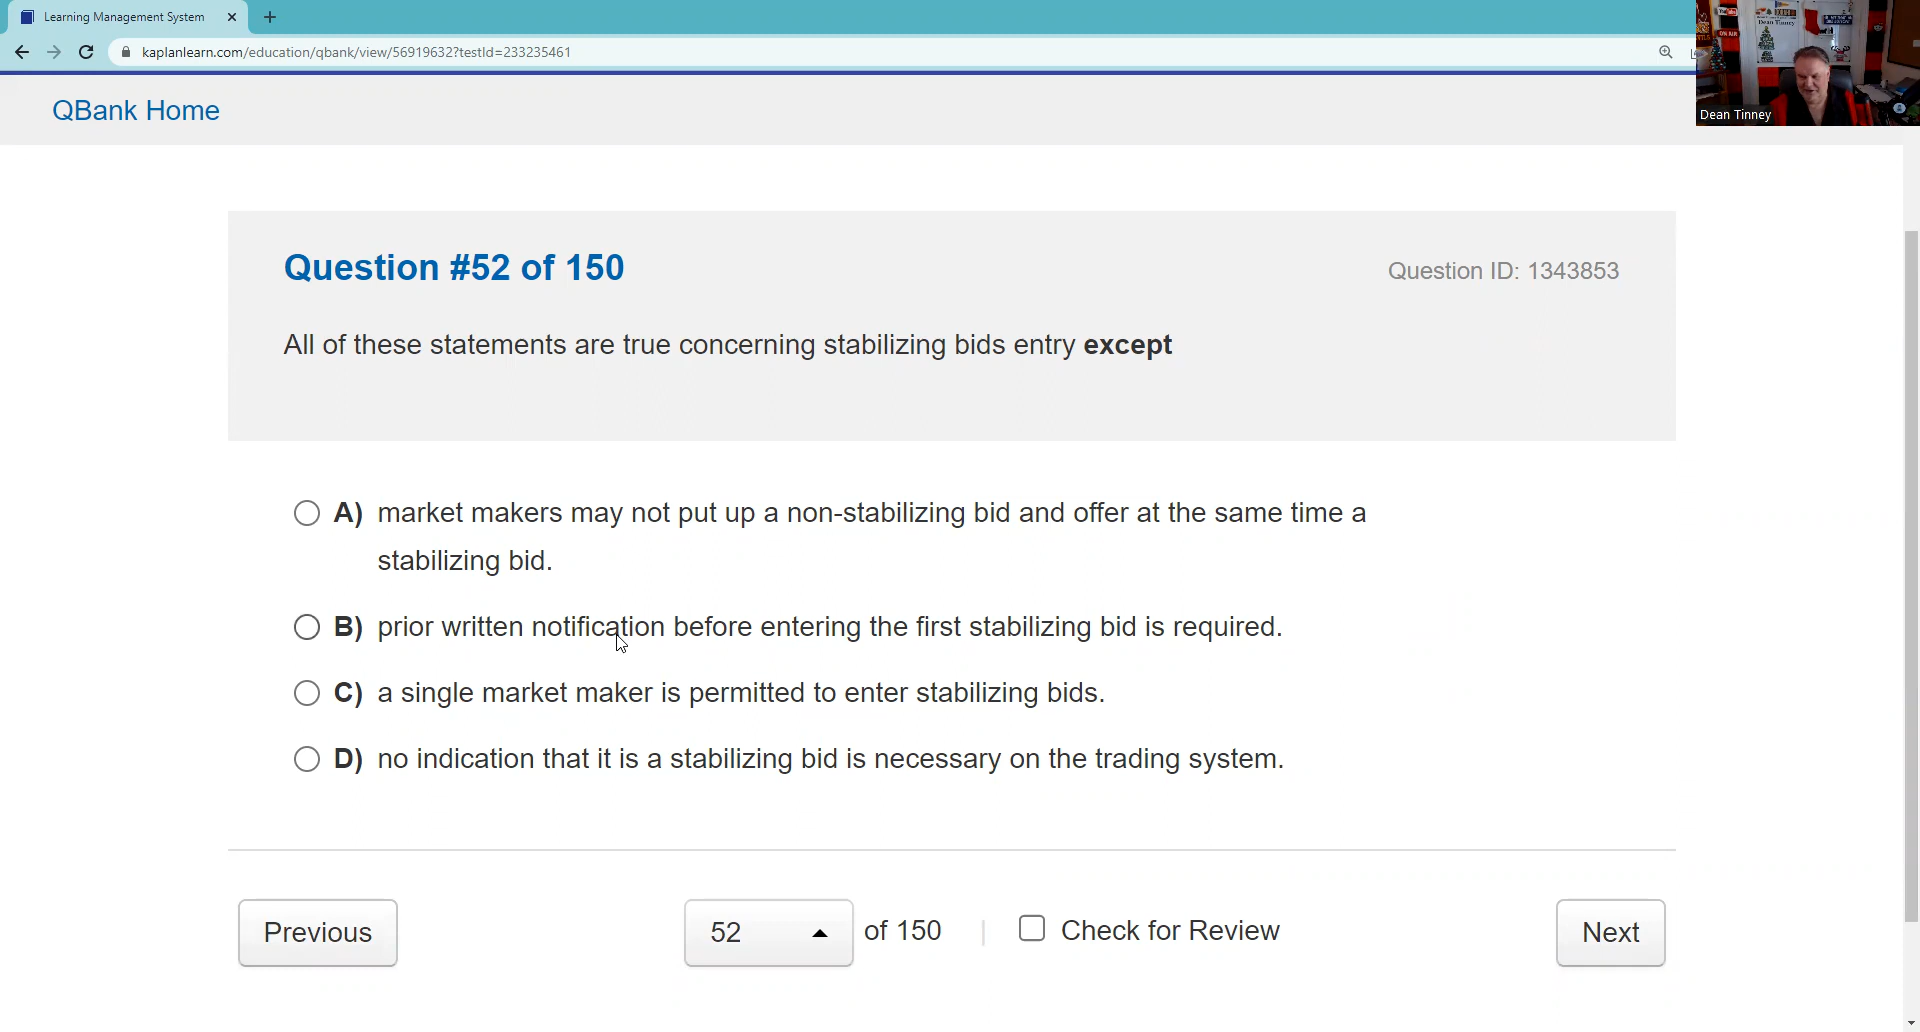 Learning Management System
kaplanlearn.com/education/qbank/view/56919632?testId=233235461
ON AIR
Dean Tinney
QBank Home
Question #52 of 150
Question ID: 1343853
All of these statements are true concerning stabilizing bids entry except
A) market makers may not put up a non-stabilizing bid and offer at the same time a
stabilizing bid.
B) prior written notification before entering the first stabilizing bid is required.
C) a single market maker is permitted to enter stabilizing bids.
D) no indication that it is a stabilizing bid is necessary on the trading system.
Previous
52
of 150
Check for Review
Next